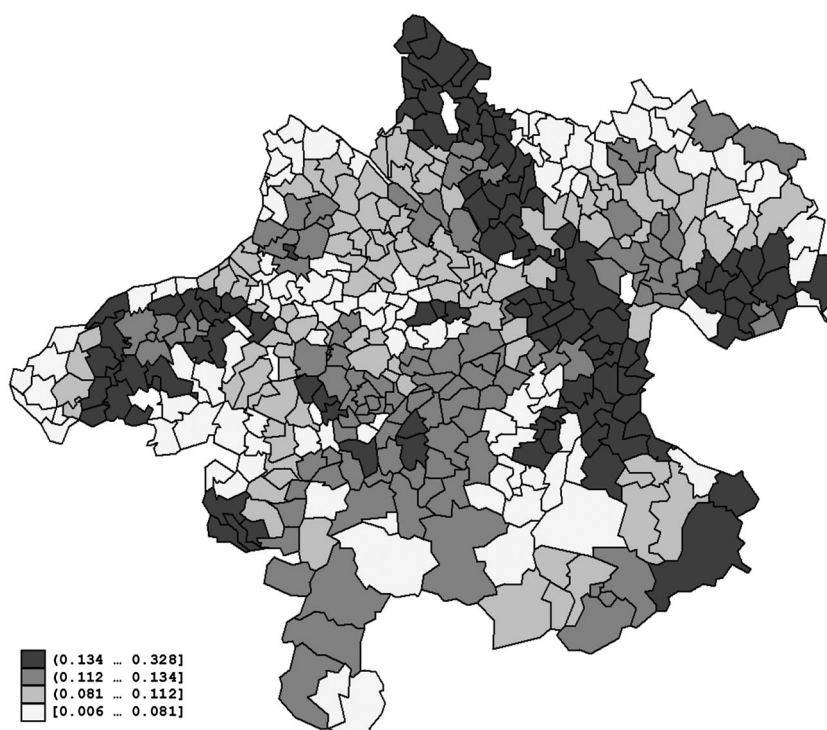 (0.134 … 0.328]
(0.112 … 0.134]
(0.081 … 0.112]
[0.006 … 0.081]